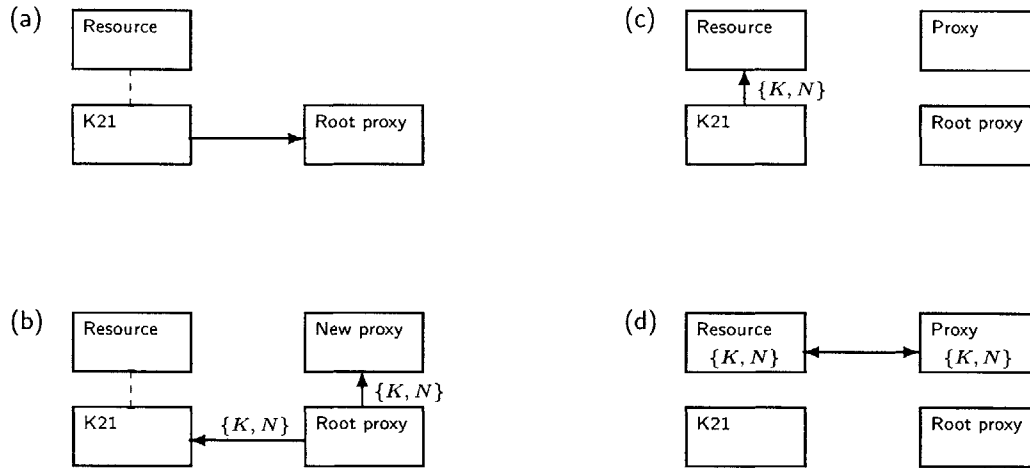 (a)
Resource
K21
Root proxy
(c)
Resource
Proxy
{K, N}
K21
Root proxy
(b)
Resource
New proxy
{K, N}
{K, N}
K21
Root proxy
(d)
Resource
{K, N}
Proxy
{K, N}
K21
Root proxy